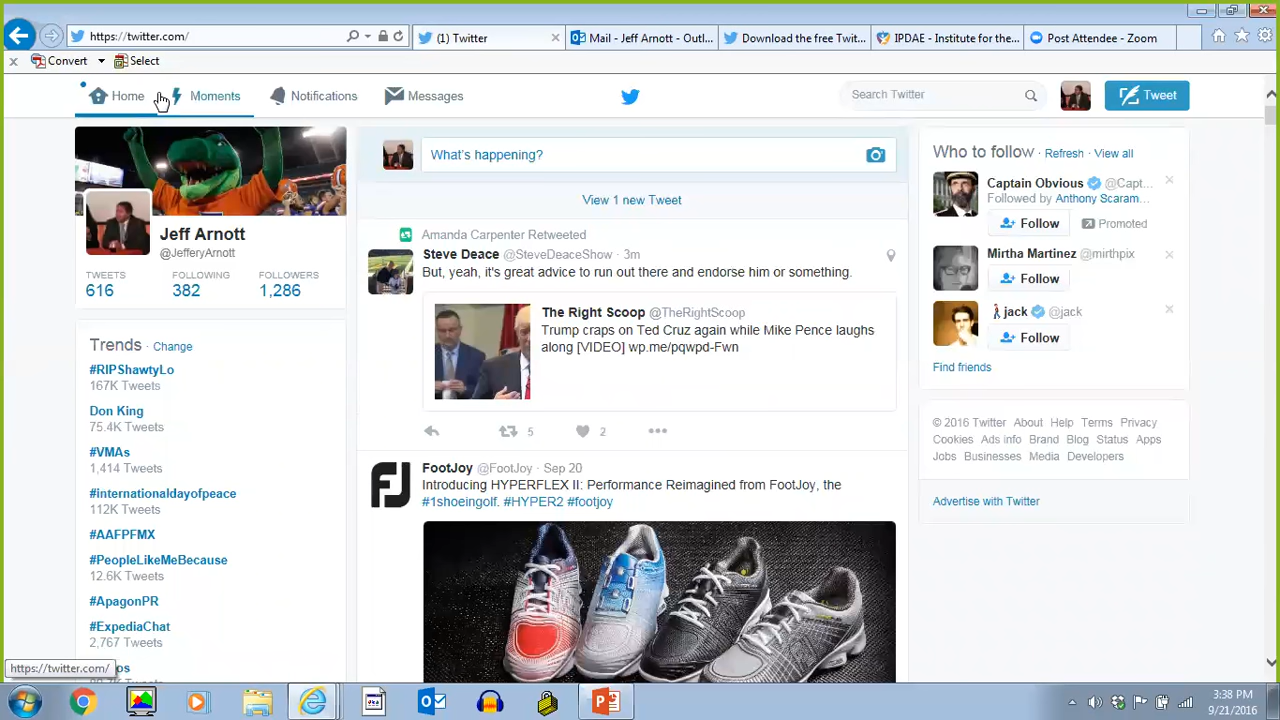 https://twitter.com/
(1) Twitter
Mail - Jeff Arnott - Outl...
Download the free Twit...
IPDAE - Institute for the...
Post Attendee - Zoom
Convert
Select
Home
Moments
Notifications
Messages
Search Twitter
Tweet
Jeff Arnott
@JefferyArnott
TWEETS FOLLOWING FOLLOWERS
616 382 1,286
Trends · Change
#RIPShawtyLo
167K Tweets
Don King
75.4K Tweets
#VMAs
1,414 Tweets
#internationaldayofpeace
112K Tweets
#AAFPFMX
#PeopleLikeMeBecause
12.6K Tweets
#ApagonPR
#ExpediaChat
2,767 Tweets
https://twitter.com/
What's happening?
View 1 new Tweet
Amanda Carpenter Retweeted
Steve Deace @SteveDeaceShow · 3m
But, yeah, it's great advice to run out there and endorse him or something.
The Right Scoop @TheRightScoop
Trump craps on Ted Cruz again while Mike Pence laughs
along [VIDEO] wp.me/pqwpd-Fwn
5
2
FootJoy @FootJoy · Sep 20
Introducing HYPERFLEX II: Performance Reimagined from FootJoy, the
#1shoeingolf. #HYPER2 #footjoy
Who to follow · Refresh · View all
Captain Obvious @Capt...
Followed by Anthony Scaram...
Follow
Promoted
Mirtha Martinez @mirthpix
Follow
jack @jack
Follow
Find friends
© 2016 Twitter About Help Terms Privacy
Cookies Ads info Brand Blog Status Apps
Jobs Businesses Media Developers
Advertise with Twitter
3:38 PM
9/21/2016